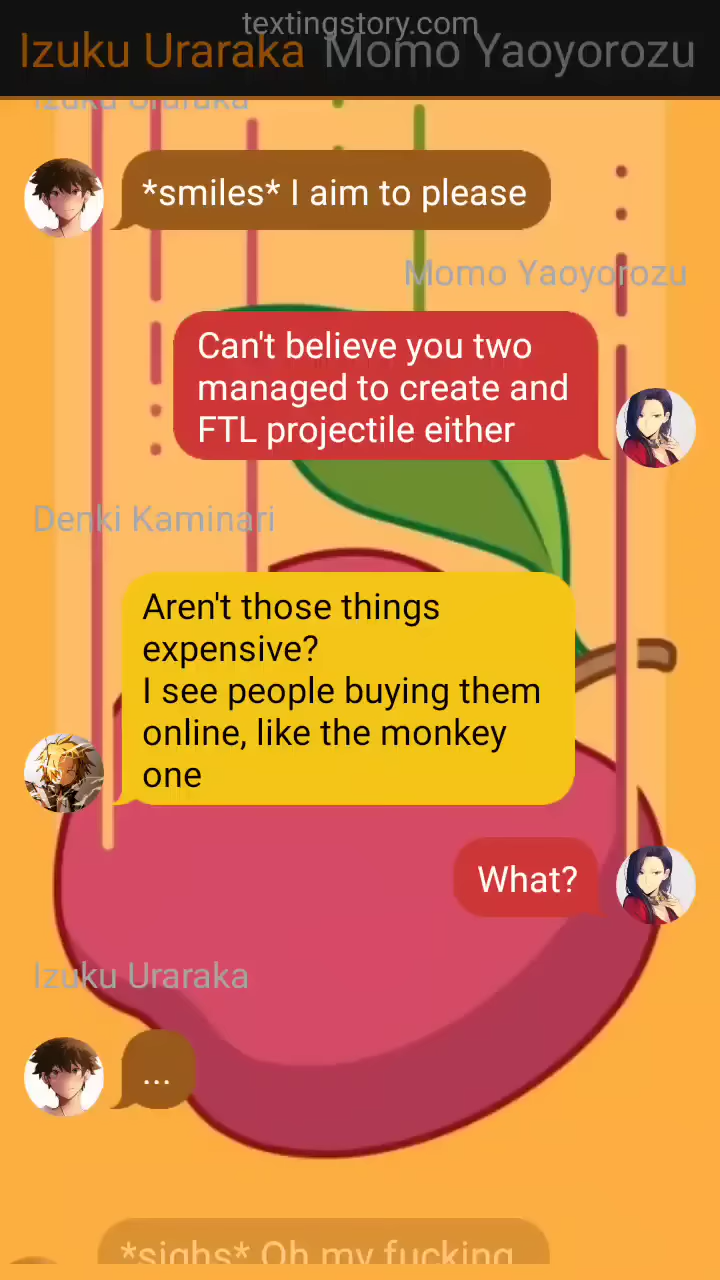 textingstory.com
Izuku Uraraka Momo Yaoyorozu
Izuku Uraraka
*smiles* I aim to please
Momo Yaoyorozu
Can't believe you two
managed to create and
FTL projectile either
Denki Kaminari
Aren't those things
expensive?
I see people buying them
online, like the monkey
one
What?
Izuku Uraraka
...
*sighs* Oh my fucking